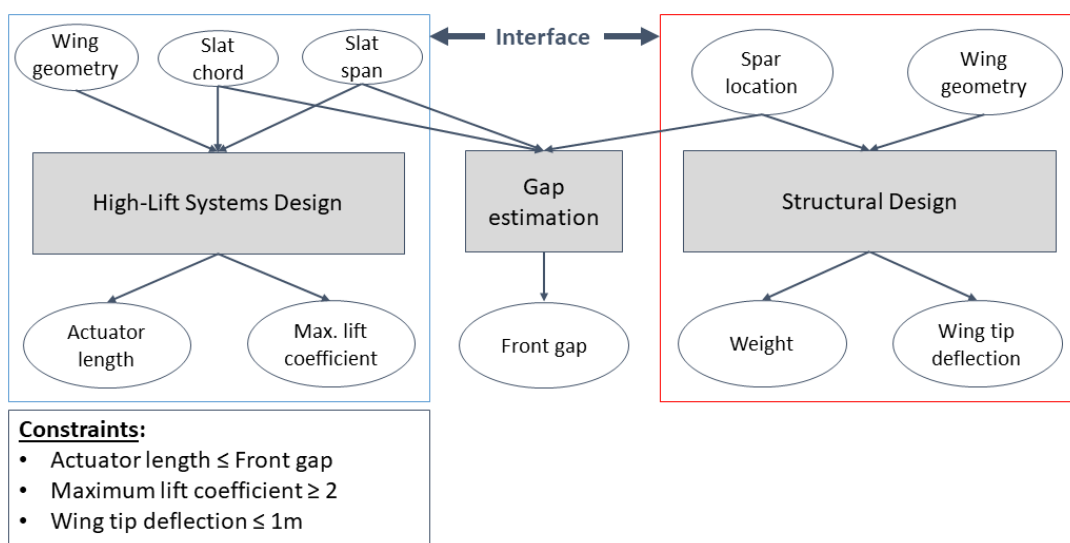 Wing
geometry
Slat
chord
Slat
span
Interface
Spar
location
Wing
geometry
High-Lift Systems Design
Gap
estimation
Structural Design
Actuator
length
Max. lift
coefficient
Front gap
Weight
Wing tip
deflection
Constraints:
• Actuator length ≤ Front gap
• Maximum lift coefficient ≥ 2
• Wing tip deflection ≤ 1m